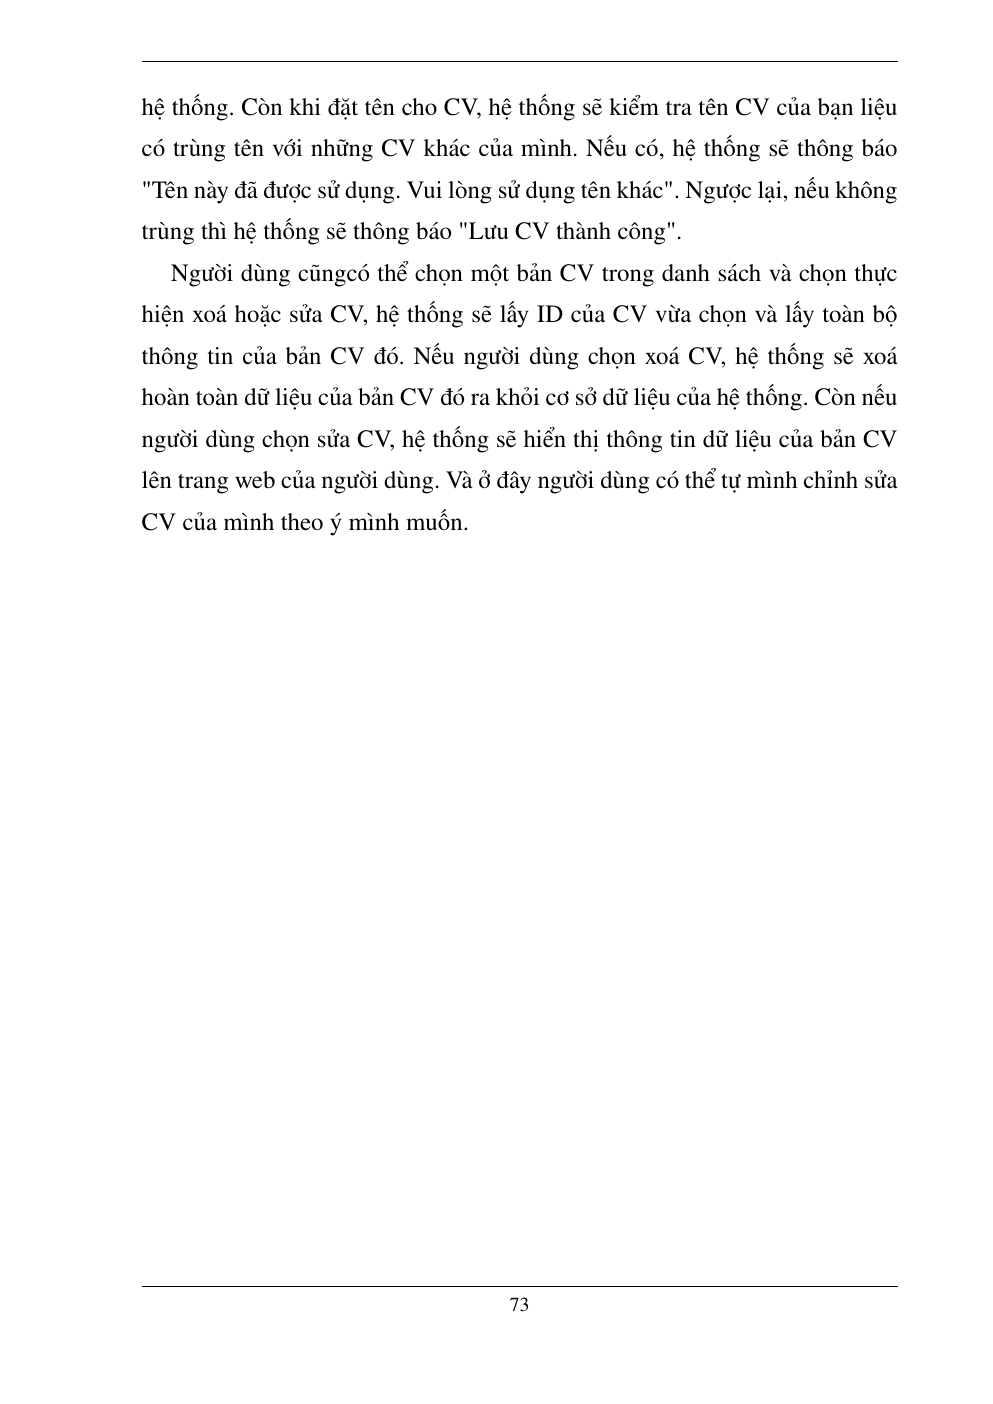 hệ thống. Còn khi đặt tên cho CV, hệ thống sẽ kiểm tra tên CV của bạn liệu
có trùng tên với những CV khác của mình. Nếu có, hệ thống sẽ thông báo
"Tên này đã được sử dụng. Vui lòng sử dụng tên khác". Ngược lại, nếu không
trùng thì hệ thống sẽ thông báo "Lưu CV thành công".
Người dùng cũngcó thể chọn một bản CV trong danh sách và chọn thực
hiện xoá hoặc sửa CV, hệ thống sẽ lấy ID của CV vừa chọn và lấy toàn bộ
thông tin của bản CV đó. Nếu người dùng chọn xoá CV, hệ thống sẽ xoá
hoàn toàn dữ liệu của bản CV đó ra khỏi cơ sở dữ liệu của hệ thống. Còn nếu
người dùng chọn sửa CV, hệ thống sẽ hiển thị thông tin dữ liệu của bản CV
lên trang web của người dùng. Và ở đây người dùng có thể tự mình chỉnh sửa
CV của mình theo ý mình muốn.
73